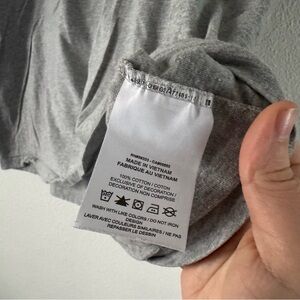 MADE IN VIETNAM
FABRIQUÉ AU VIETNAM
100% COTTON / COTON
EXCLUSIVE OF DECORATION /
DECORATION NON COMPRISE
WASH WITH LIKE COLORS / DO NOT IRON
DESIGN
LAVER AVEC COULEURS SIMILAIRES / NE PAS
REPASSER LE DESSIN